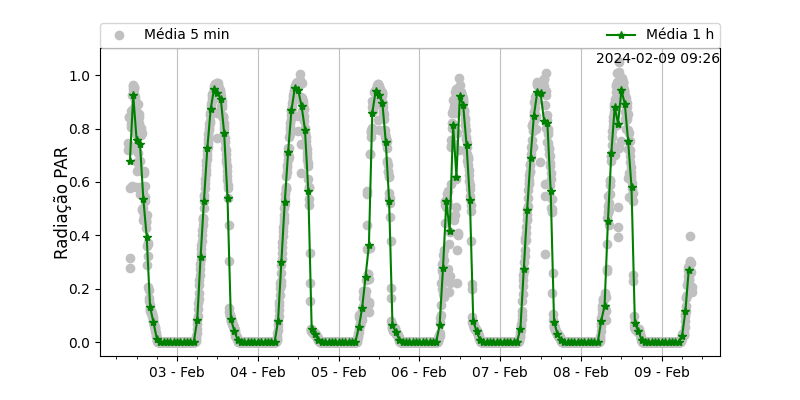 Média 5 min
Média 1 h
2024-02-09 09:26
Radiação PAR
1.0
0.8
0.6
0.4
0.2
0.0
03 - Feb
04 - Feb
05 - Feb
06 - Feb
07 - Feb
08 - Feb
09 - Feb